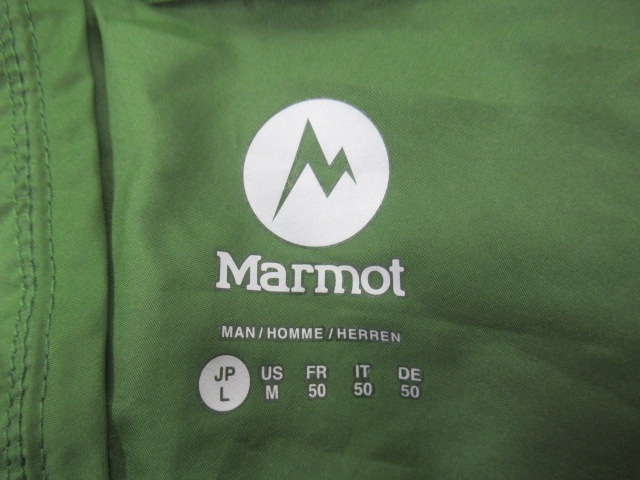 Marmot
MAN/HOMME/HERREN
JP US FR IT DE
L M 50 50 50